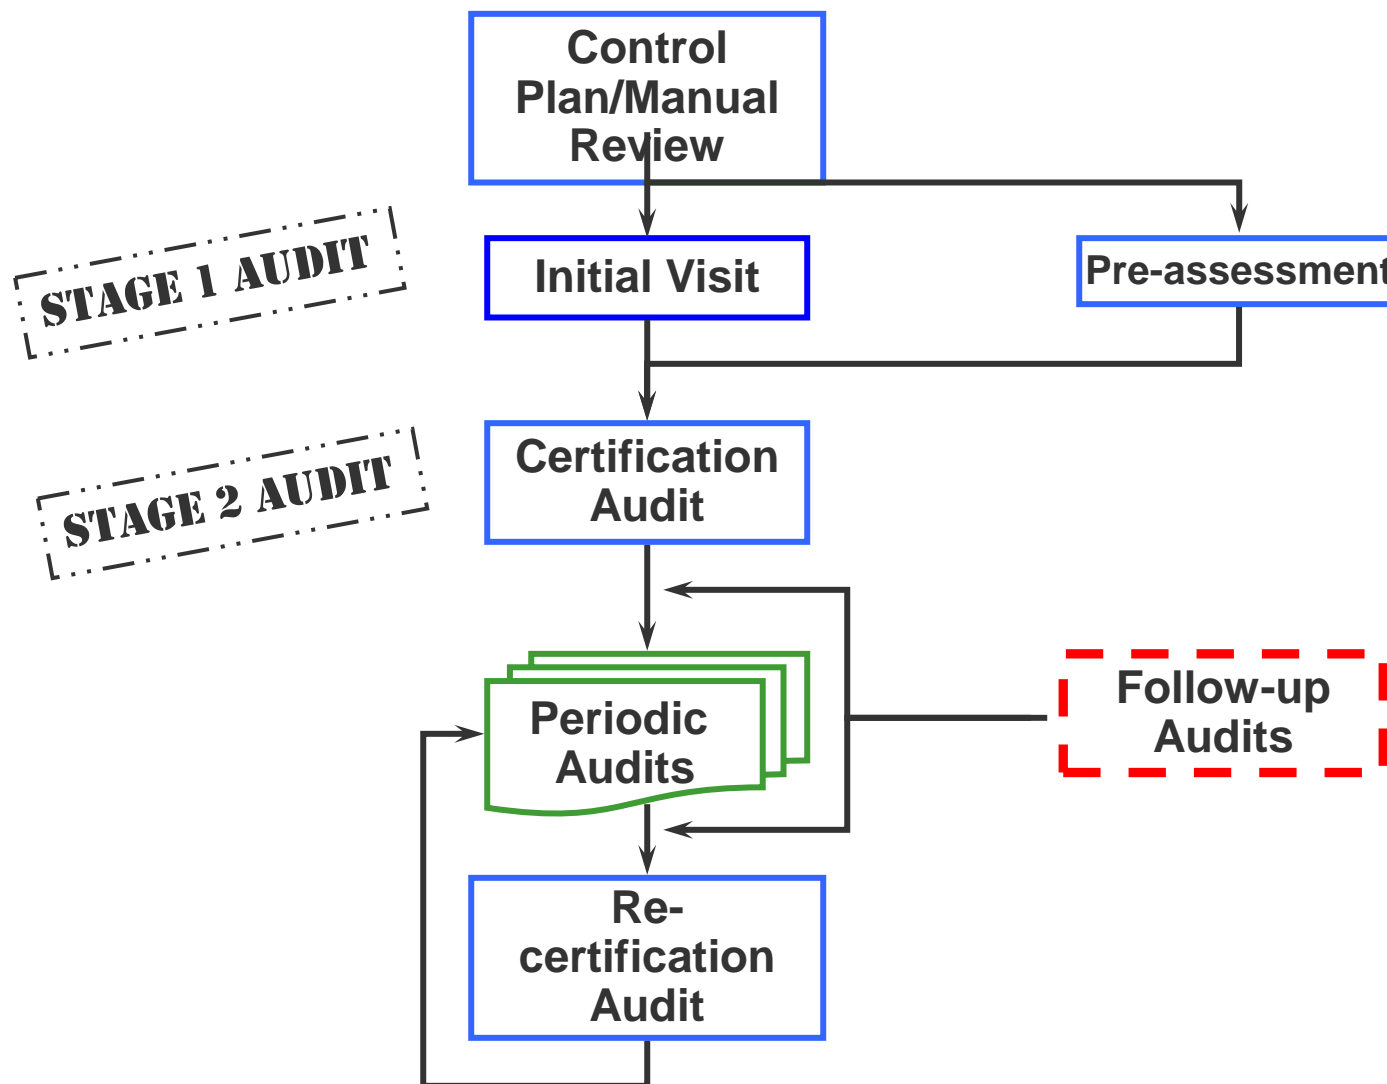 Control
Plan/Manual
Review
STAGE 1 AUDIT
Initial Visit
Pre-assessment
STAGE 2 AUDIT
Certification
Audit
Periodic
Audits
Follow-up
Audits
Re-
certification
Audit